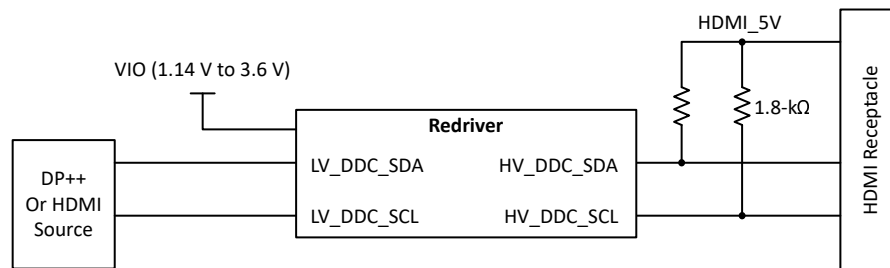 HDMI_5V
VIO (1.14 V to 3.6 V)
1.8-kΩ
Redriver
DP++
Or HDMI
Source
LV_DDC_SDA
HV_DDC_SDA
LV_DDC_SCL
HV_DDC_SCL
HDMI Receptacle